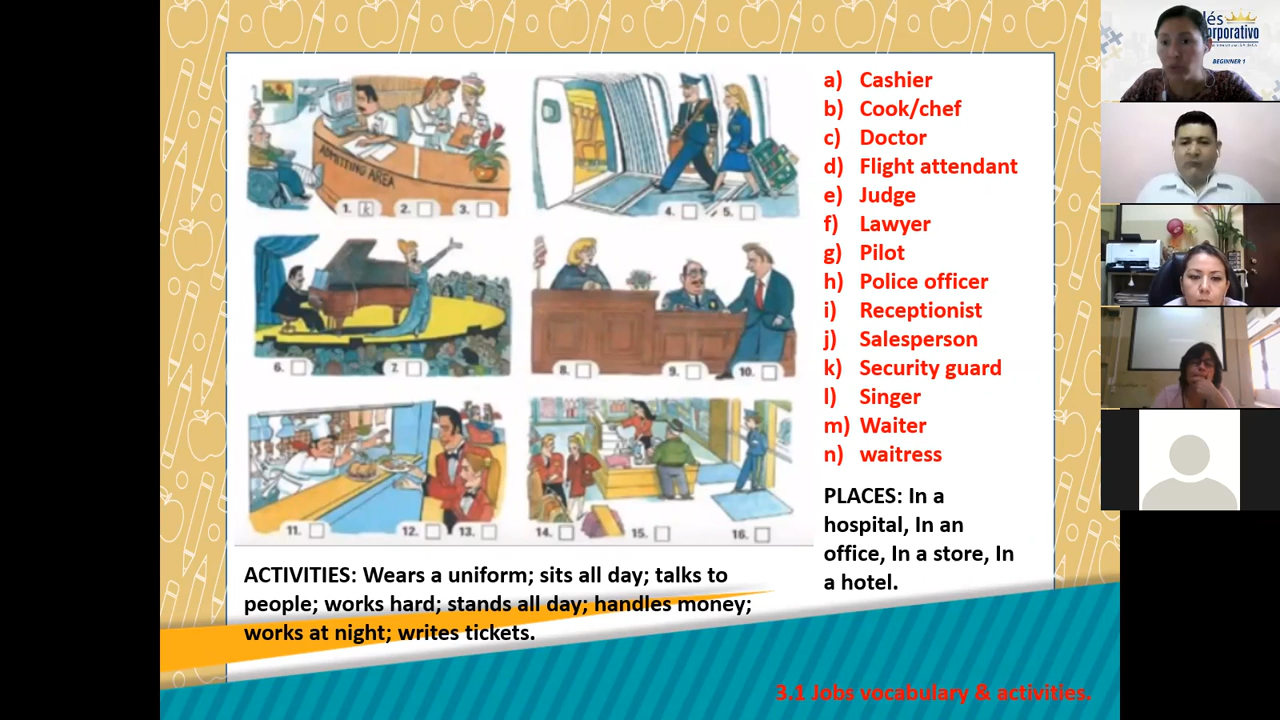 ADMITTING AREA
1. k 2. 3.
4. 5.
6. 7.
8. 9. 10.
11. 12. 13.
14. 15. 16.
a) Cashier
b) Cook/chef
c) Doctor
d) Flight attendant
e) Judge
f) Lawyer
g) Pilot
h) Police officer
i) Receptionist
j) Salesperson
k) Security guard
l) Singer
m) Waiter
n) waitress
PLACES: In a
hospital, In an
office, In a store, In
a hotel.
ACTIVITIES: Wears a uniform; sits all day; talks to
people; works hard; stands all day; handles money;
works at night; writes tickets.
3.1 Jobs vocabulary & activities.
lés
orporativo
BEGINNER 1